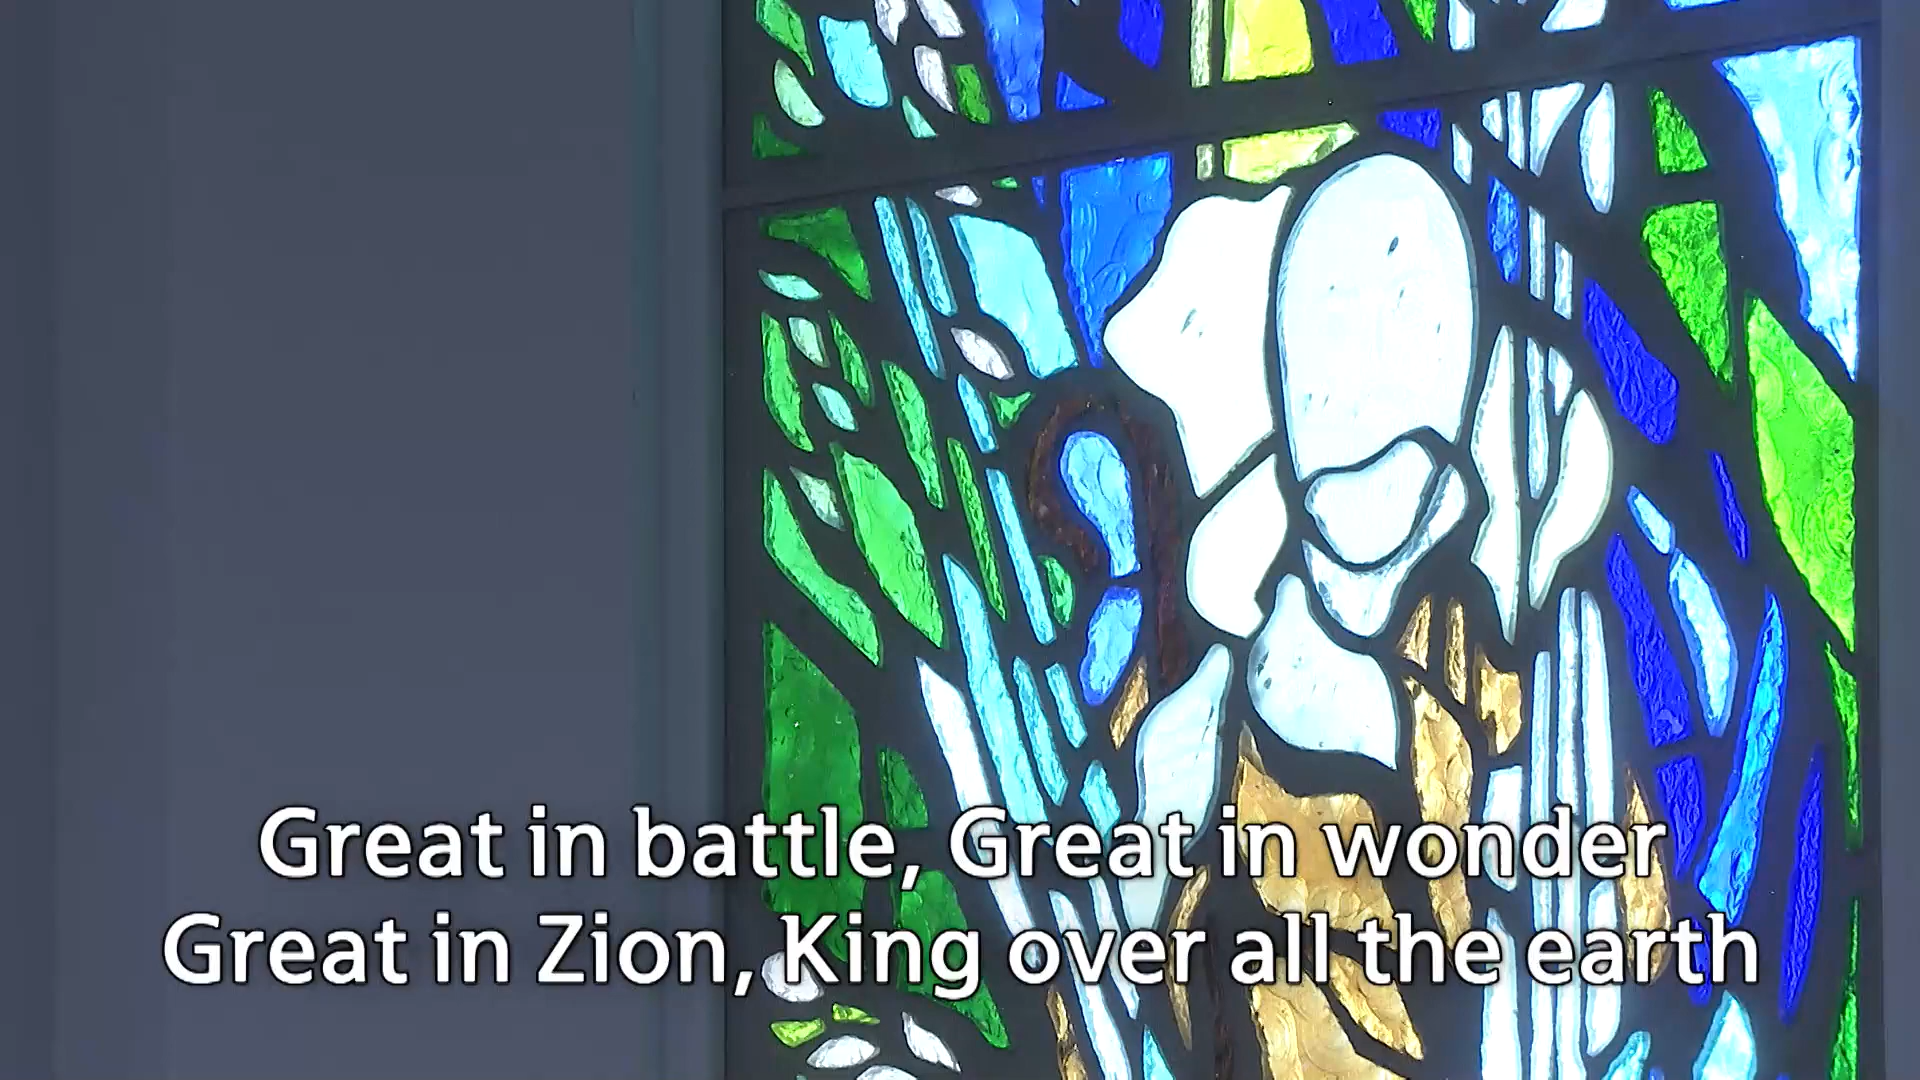 Great in battle, Great in wonder
Great in Zion, King over all the earth